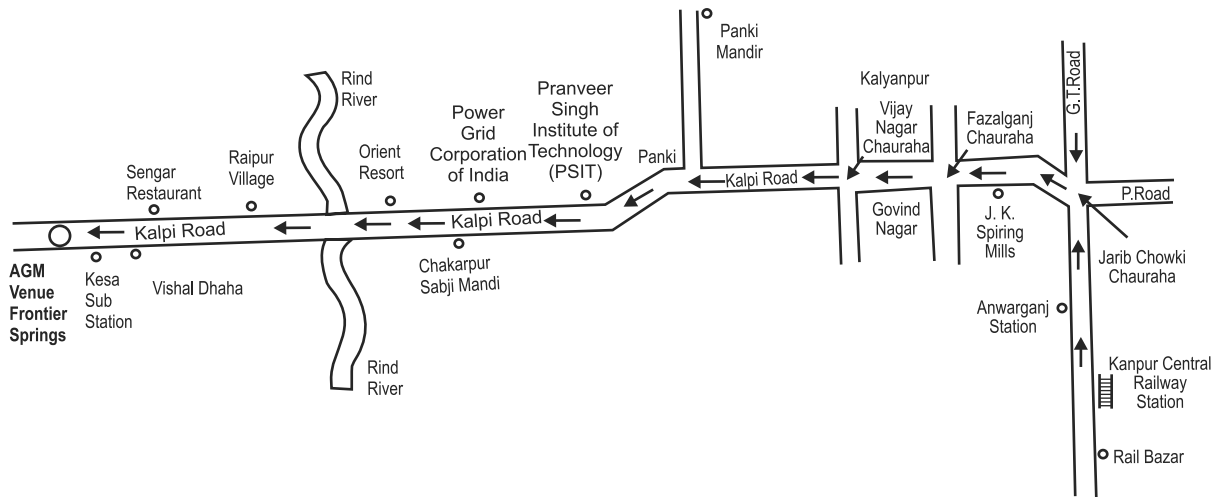 Panki
Mandir
G.T.Road
Kalyanpur
Vijay
Nagar
Chauraha
Fazalganj
Chauraha
Rind
River
Power
Grid
Corporation
of India
Pranveer
Singh
Institute of
Technology
(PSIT)
Orient
Resort
Raipur
Village
Sengar
Restaurant
Panki
Kalpi Road
P.Road
Kalpi Road
Kalpi Road
Govind
Nagar
J. K.
Spiring
Mills
Jarib Chowki
Chauraha
Chakarpur
Sabji Mandi
AGM
Venue
Frontier
Springs
Kesa
Sub
Station
Vishal Dhaha
Anwarganj
Station
Rind
River
Kanpur Central
Railway
Station
Rail Bazar